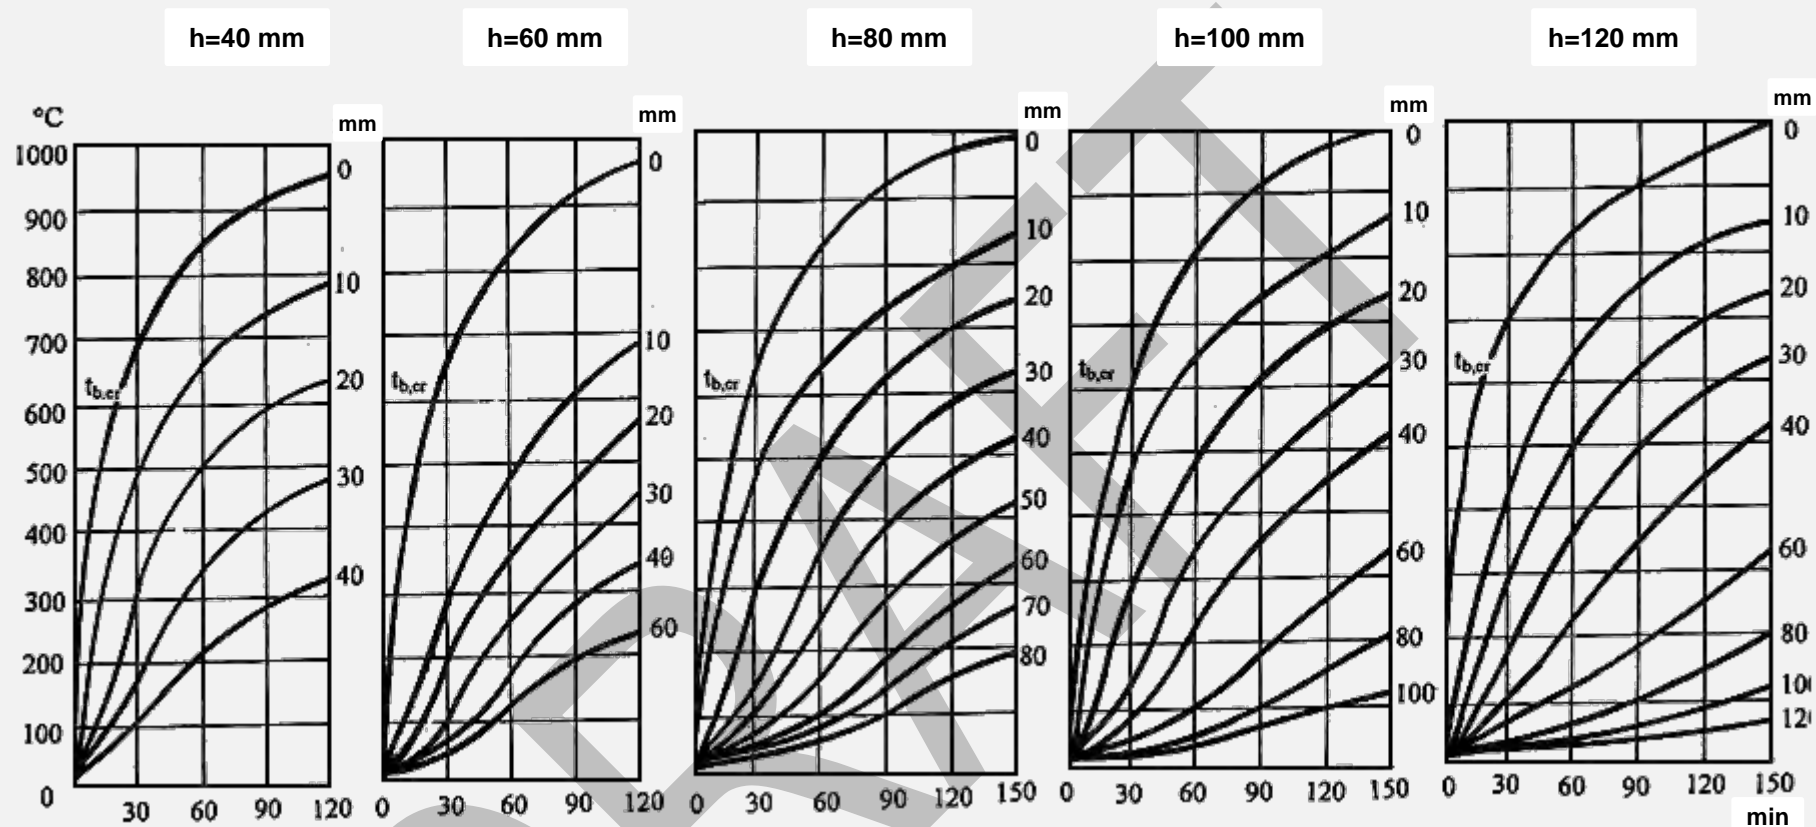 h=40 mm h=60 mm h=80 mm h=100 mm h=120 mm
°C mm mm mm mm mm
1000 900 800 700 600 500 400 300 200 100 0
t_b,cr
0 10 20 30 40
30 60 90 120
t_b,cr
0 10 20 30 40 60
0 30 60 90 120
t_b,cr
0 10 20 30 40 50 60 70 80
0 30 60 90 120 150
t_b,cr
0 10 20 30 40 60 80 100
0 30 60 90 120 150
t_b,cr
0 10 20 30 40 60 80
0 30 60 90 120 150
min
DRAFT